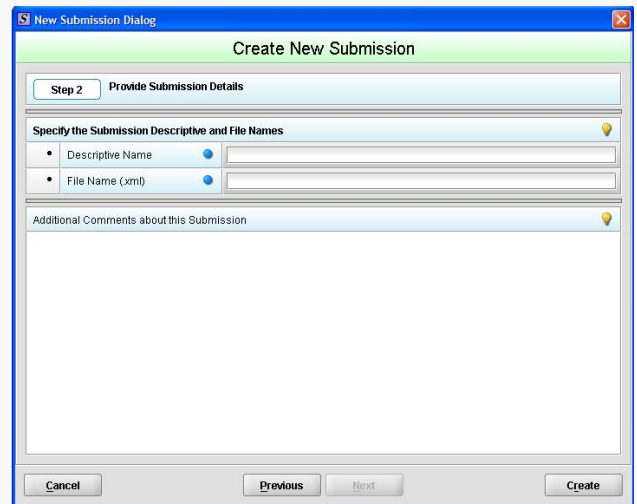 S New Submission Dialog
Create New Submission
Step 2 Provide Submission Details
Specify the Submission Descriptive and File Names
• Descriptive Name
• File Name (.xml)
Additional Comments about this Submission
Cancel Previous Next Create